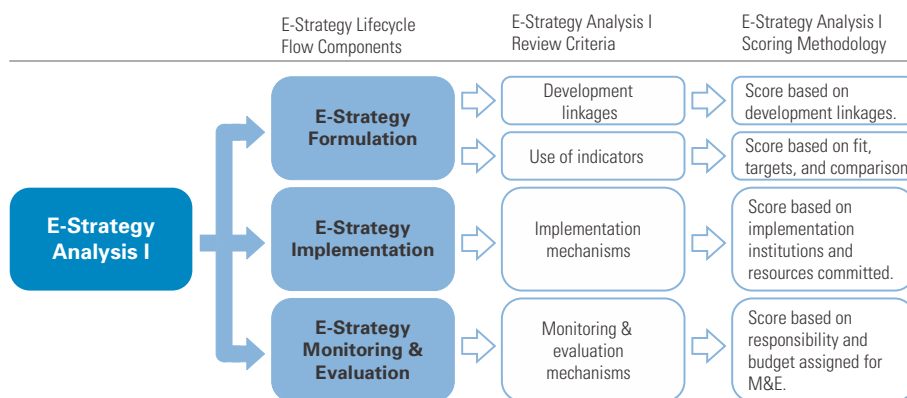 E-Strategy Lifecycle
Flow Components
E-Strategy Analysis I
Review Criteria
E-Strategy Analysis I
Scoring Methodology
E-Strategy
Analysis I
E-Strategy
Formulation
Development
linkages
Score based on
development linkages.
Use of indicators
Score based on fit,
targets, and comparison
E-Strategy
Implementation
Implementation
mechanisms
Score based on
implementation
institutions and
resources committed.
E-Strategy
Monitoring &
Evaluation
Monitoring &
evaluation
mechanisms
Score based on
responsibility and
budget assigned for
M&E.